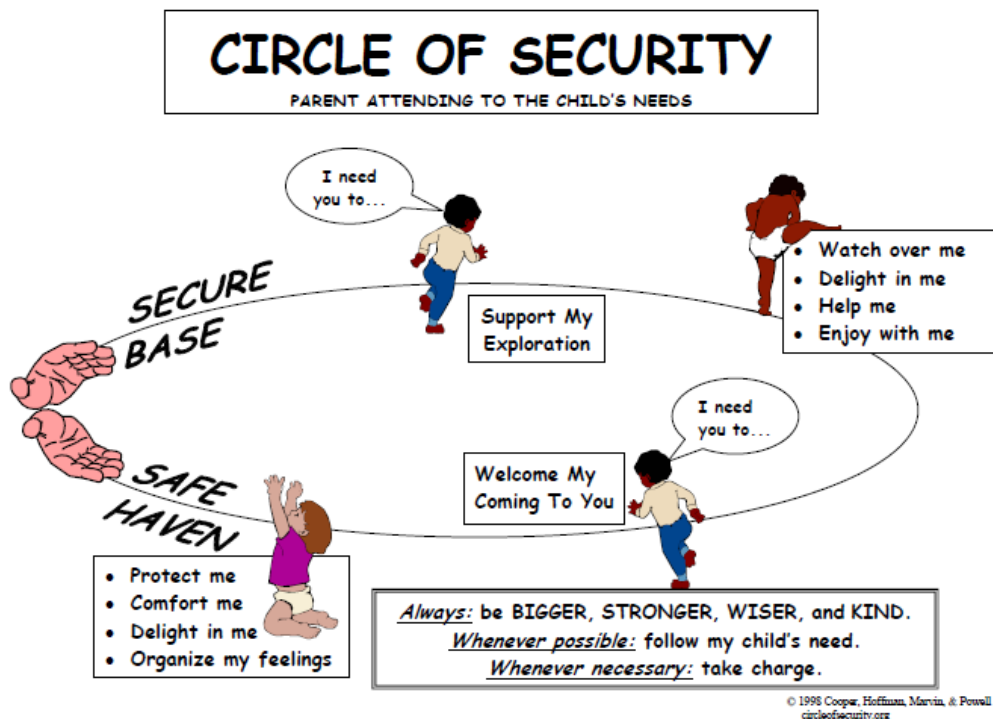 CIRCLE OF SECURITY
PARENT ATTENDING TO THE CHILD'S NEEDS
I need
you to...
SECURE
BASE
Support My
Exploration
• Watch over me
• Delight in me
• Help me
• Enjoy with me
I need
you to...
Welcome My
Coming To You
SAFE
HAVEN
• Protect me
• Comfort me
• Delight in me
• Organize my feelings
Always: be BIGGER, STRONGER, WISER, and KIND.
Whenever possible: follow my child's need.
Whenever necessary: take charge.
© 1998 Cooper, Hoffman, Marvin, & Powell
circleofsecurity.org